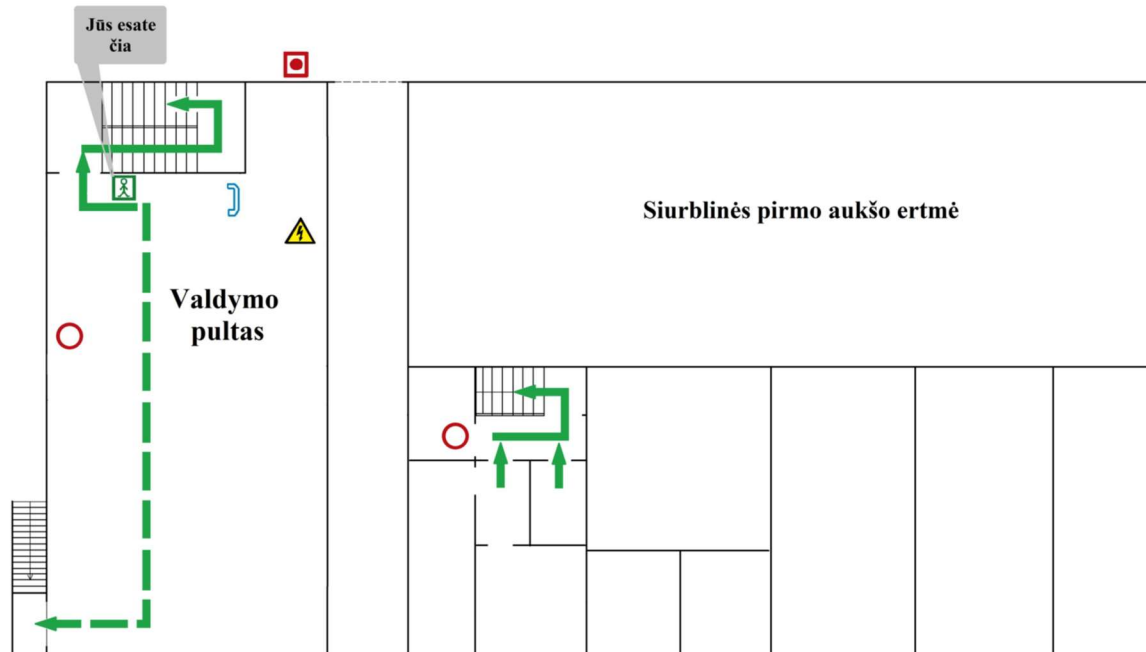 Jūs esate
čia
Siurblinės pirmo aukšo ertmė
Valdymo
pultas